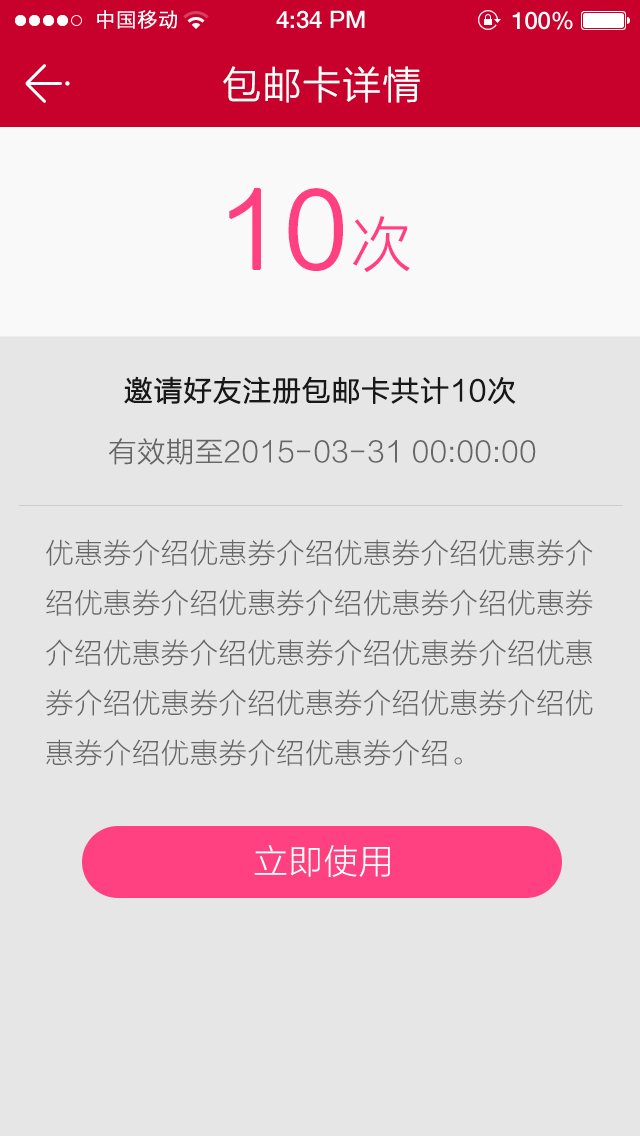 中国移动 4:34 PM 100%
包邮卡详情
10次
邀请好友注册包邮卡共计10次
有效期至2015-03-31 00:00:00
优惠券介绍优惠券介绍优惠券介绍优惠券介
绍优惠券介绍优惠券介绍优惠券介绍优惠券
介绍优惠券介绍优惠券介绍优惠券介绍优惠
券介绍优惠券介绍优惠券介绍优惠券介绍优
惠券介绍优惠券介绍优惠券介绍。
立即使用